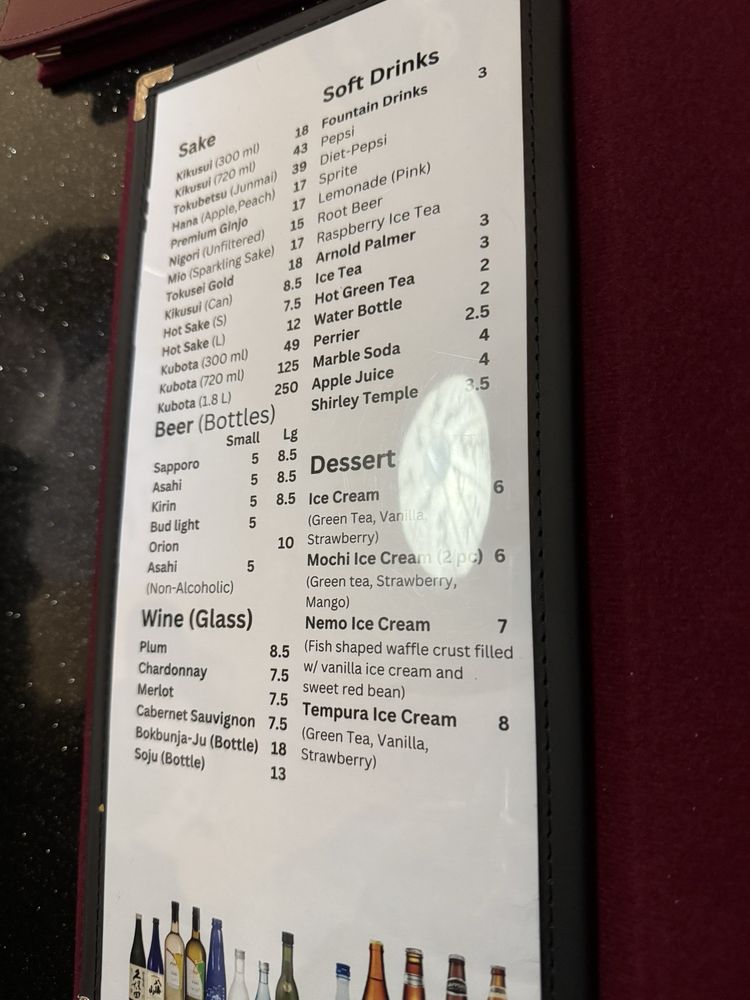 Sake
Kikusui (300 ml) 18
Kikusui (720 ml) 43
Tokubetsu (Junmai) 39
Hana (Apple,Peach) 17
Premium Ginjo 17
Nigori (Unfiltered) 15
Mio (Sparkling Sake) 17
Tokusei Gold 18
Kikusui (Can) 8.5
Hot Sake (S) 7.5
Hot Sake (L) 12
Kubota (300 ml) 49
Kubota (720 ml) 125
Kubota (1.8 L) 250
Beer (Bottles)
Small Lg
Sapporo 5 8.5
Asahi 5 8.5
Kirin 5 8.5
Bud light 5
Orion 10
Asahi 5
(Non-Alcoholic)
Wine (Glass)
Plum 8.5
Chardonnay 7.5
Merlot 7.5
Cabernet Sauvignon 7.5
Bokbunja-Ju (Bottle) 18
Soju (Bottle) 13
Soft Drinks
Fountain Drinks 3
Pepsi
Diet-Pepsi
Sprite
Lemonade (Pink)
Root Beer
Raspberry Ice Tea
Arnold Palmer 3
Ice Tea 3
Hot Green Tea 2
Water Bottle 2
Perrier 2.5
Marble Soda 4
Apple Juice 4
Shirley Temple 3.5
Dessert
Ice Cream 6
(Green Tea, Vanilla,
Strawberry)
Mochi Ice Cream (2 pc) 6
(Green tea, Strawberry,
Mango)
Nemo Ice Cream 7
(Fish shaped waffle crust filled
w/ vanilla ice cream and
sweet red bean)
Tempura Ice Cream 8
(Green Tea, Vanilla,
Strawberry)